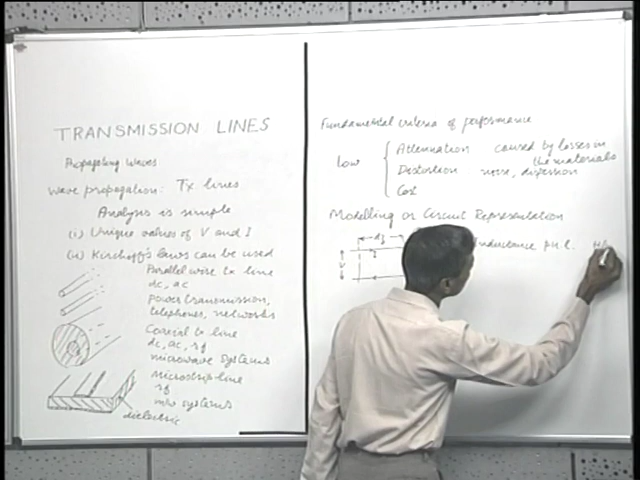 TRANSMISSION LINES
Propagating Waves
Wave propagation: Tx lines
Analysis is simple
(i) Unique values of V and I
(ii) Kirchoff's laws can be used
Parallel wire tx line
dc, ac
power transmission,
telephones, networks
Coaxial tx line
dc, ac, rf
microwave systems
Microstrip line
rf
m/w systems
dielectric
Fundamental criteria of performance
Low
Attenuation caused by losses in
the materials
Distortion noise, dispersion
Cost
Modelling or Circuit Representation
dz
I
V
inductance p.u.l. H/